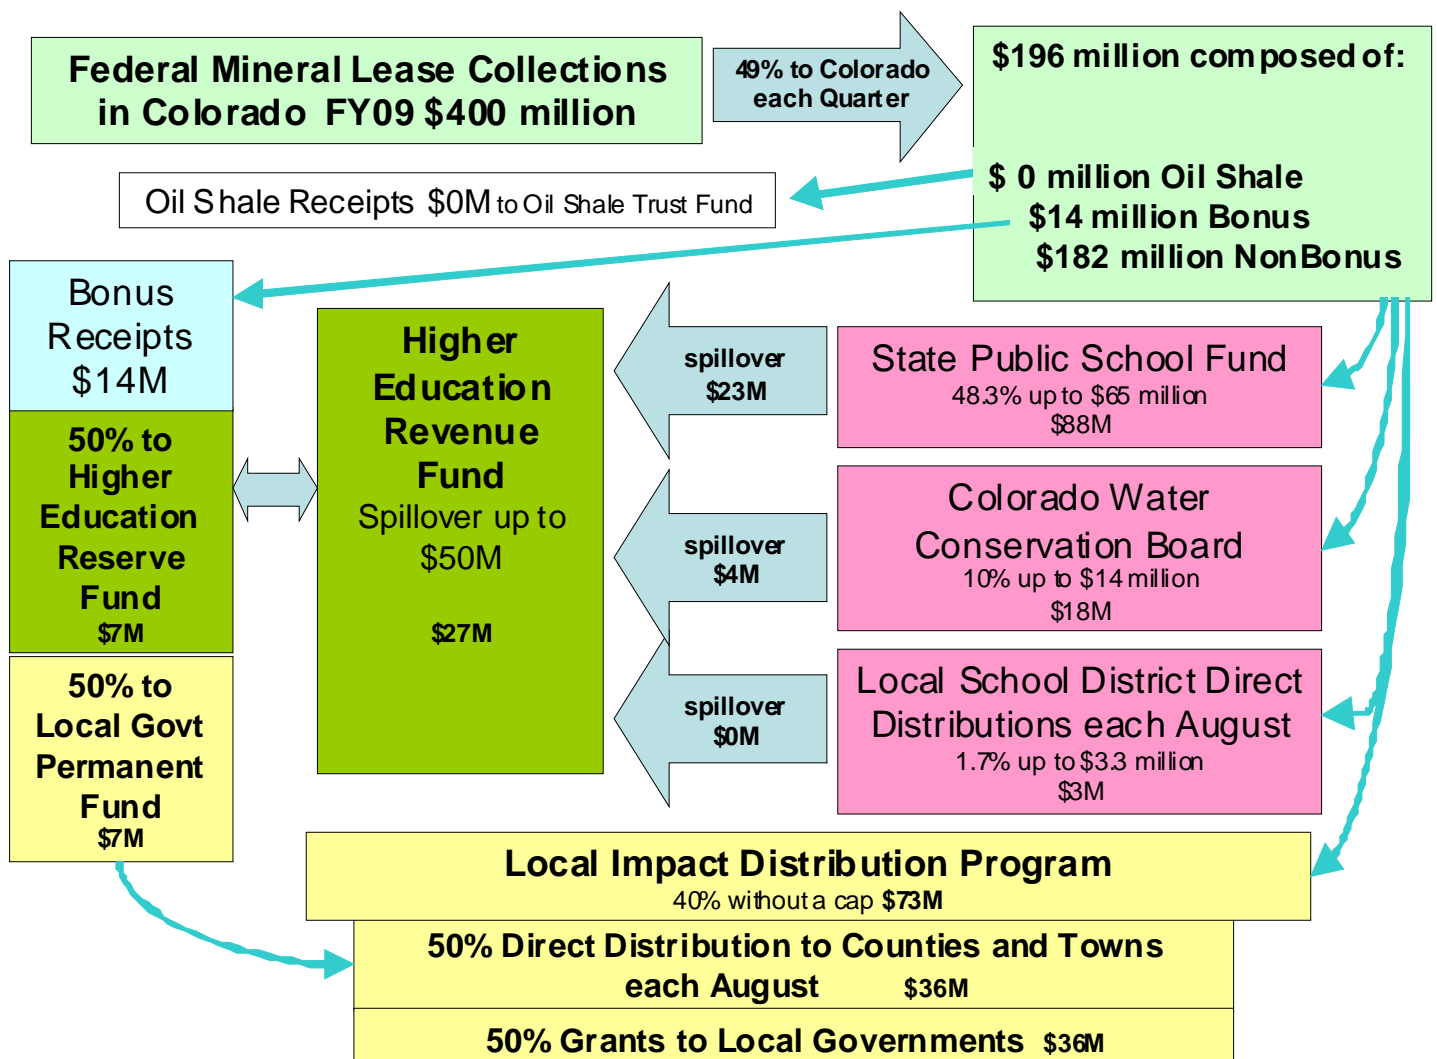 Federal Mineral Lease Collections
in Colorado FY09 $400 million
49% to Colorado
each Quarter
$196 million composed of:
$ 0 million Oil Shale
$14 million Bonus
$182 million NonBonus
Oil Shale Receipts $0M to Oil Shale Trust Fund
Bonus
Receipts
$14M
50% to
Higher
Education
Reserve
Fund
$7M
50% to
Local Govt
Permanent
Fund
$7M
Higher
Education
Revenue
Fund
Spillover up to
$50M
$27M
spillover
$23M
spillover
$4M
spillover
$0M
State Public School Fund
48.3% up to $65 million
$88M
Colorado Water
Conservation Board
10% up to $14 million
$18M
Local School District Direct
Distributions each August
1.7% up to $3.3 million
$3M
Local Impact Distribution Program
40% without a cap $73M
50% Direct Distribution to Counties and Towns
each August $36M
50% Grants to Local Governments $36M